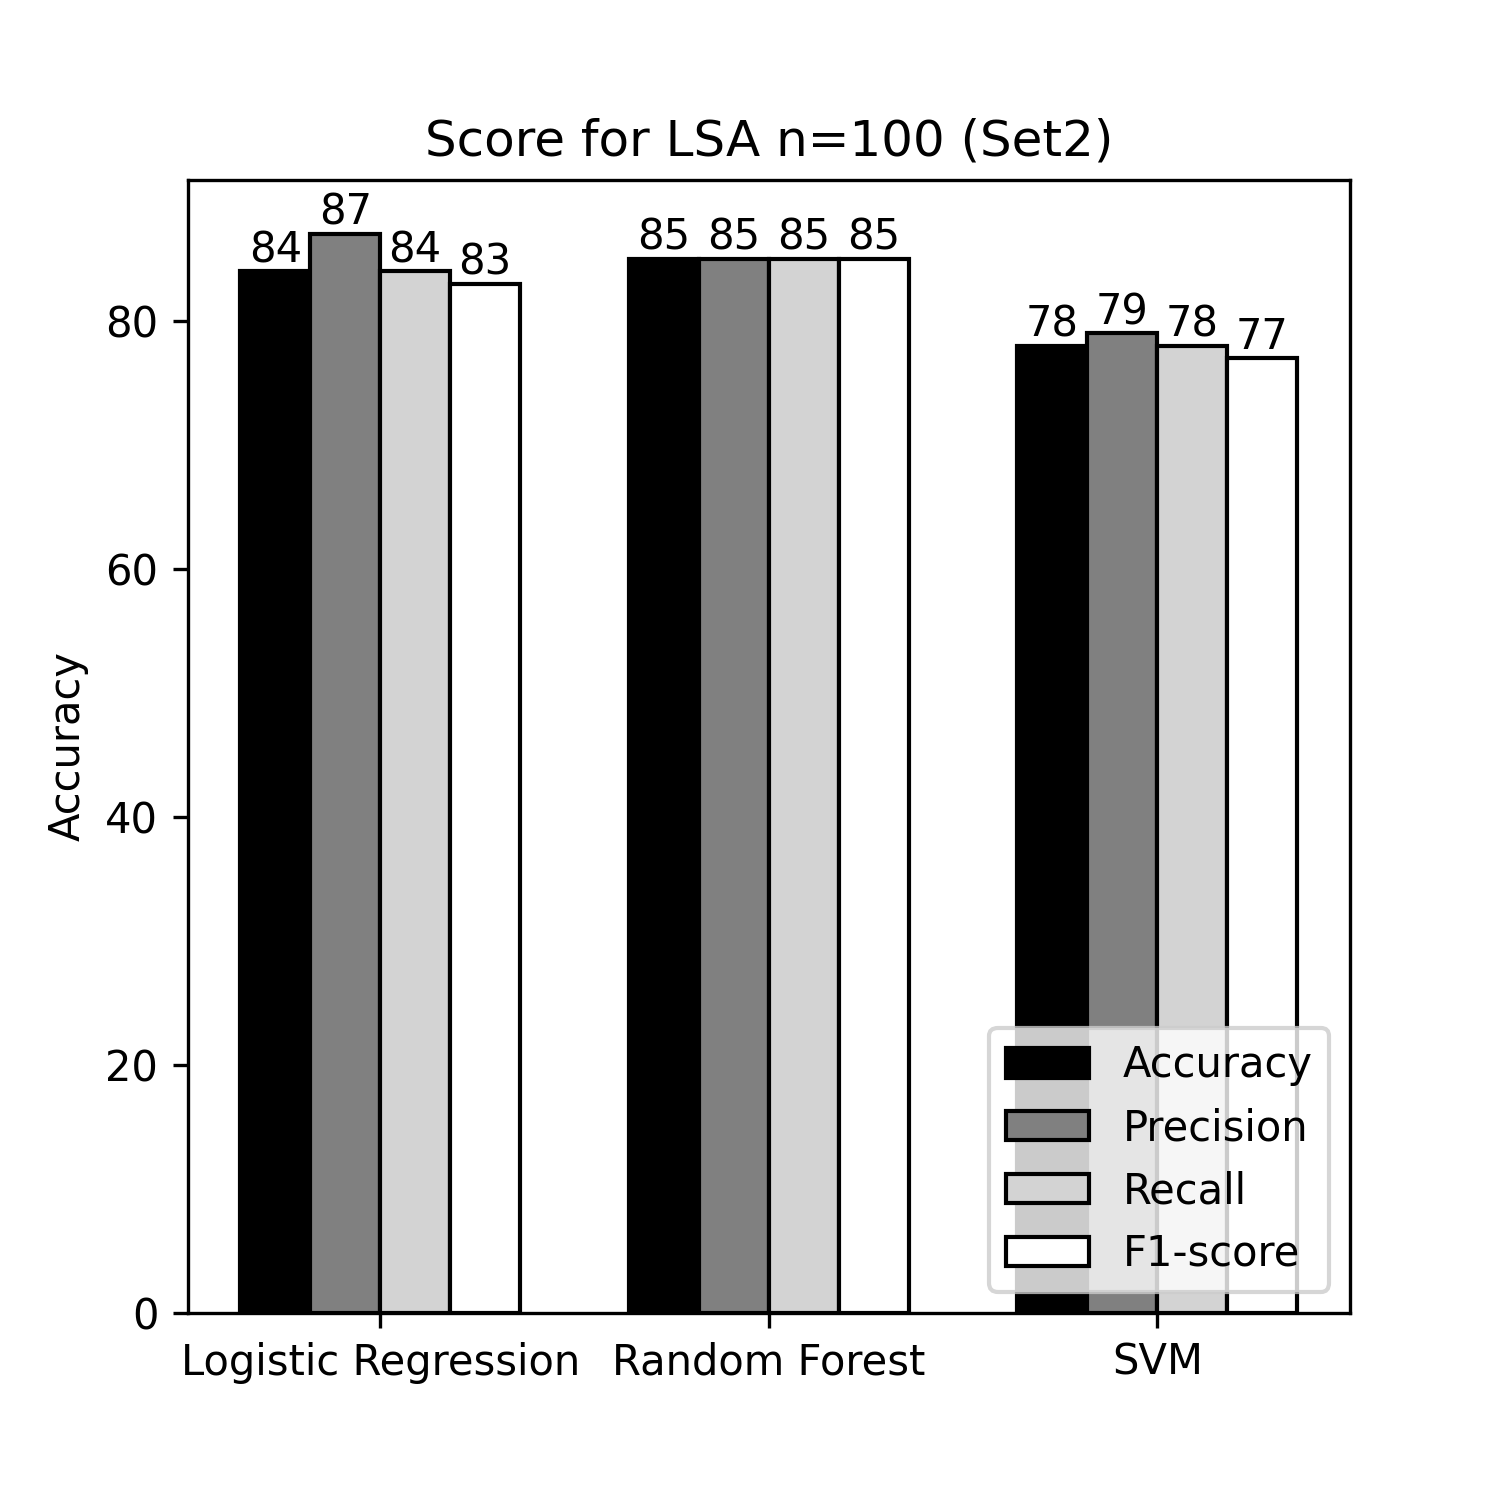 Score for LSA n=100 (Set2)
87
84 84 83
85 85 85 85
78 79 78 77
80
60
40
20
0
Accuracy
Accuracy
Precision
Recall
F1-score
Logistic Regression Random Forest SVM